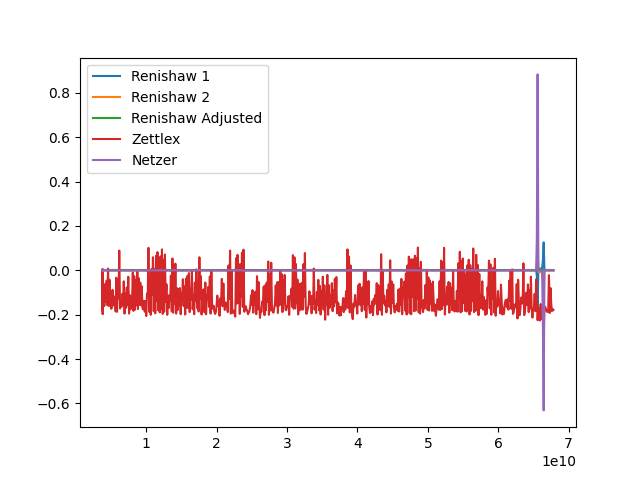 Renishaw 1
Renishaw 2
Renishaw Adjusted
Zettlex
Netzer
0.8
0.6
0.4
0.2
0.0
−0.2
−0.4
−0.6
1 2 3 4 5 6 7
1e10